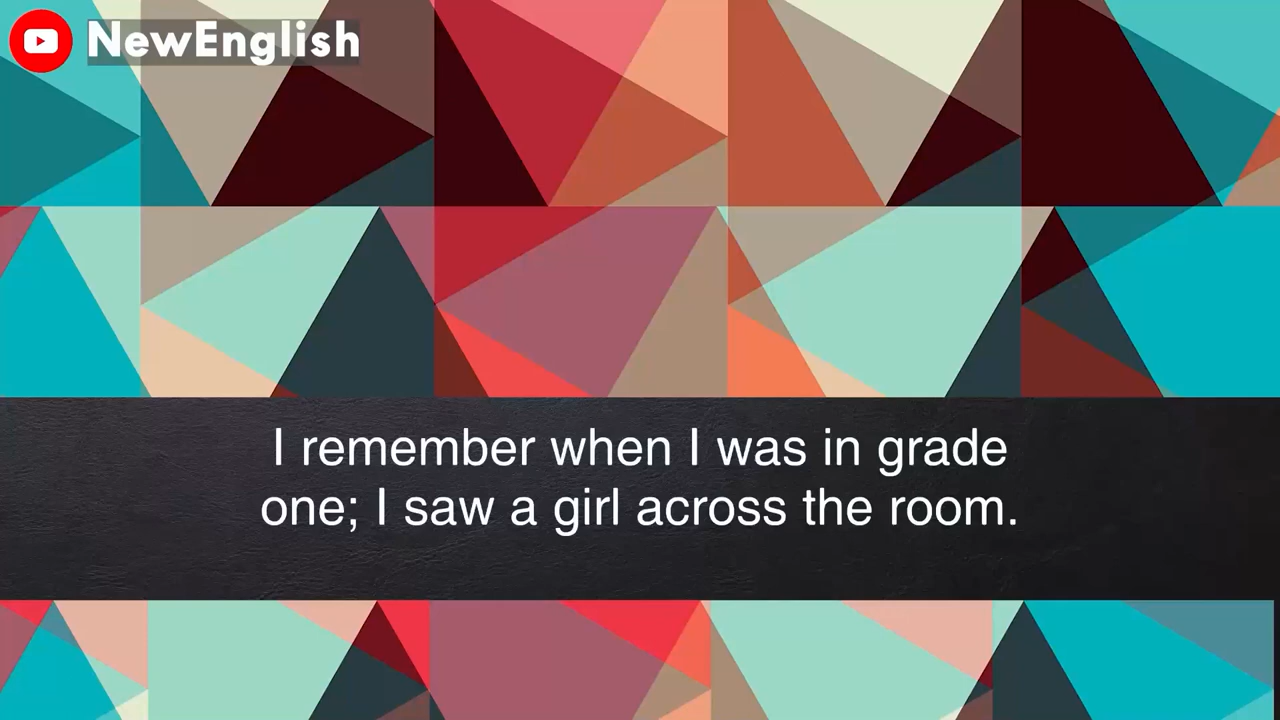 NewEnglish
I remember when I was in grade
one; I saw a girl across the room.